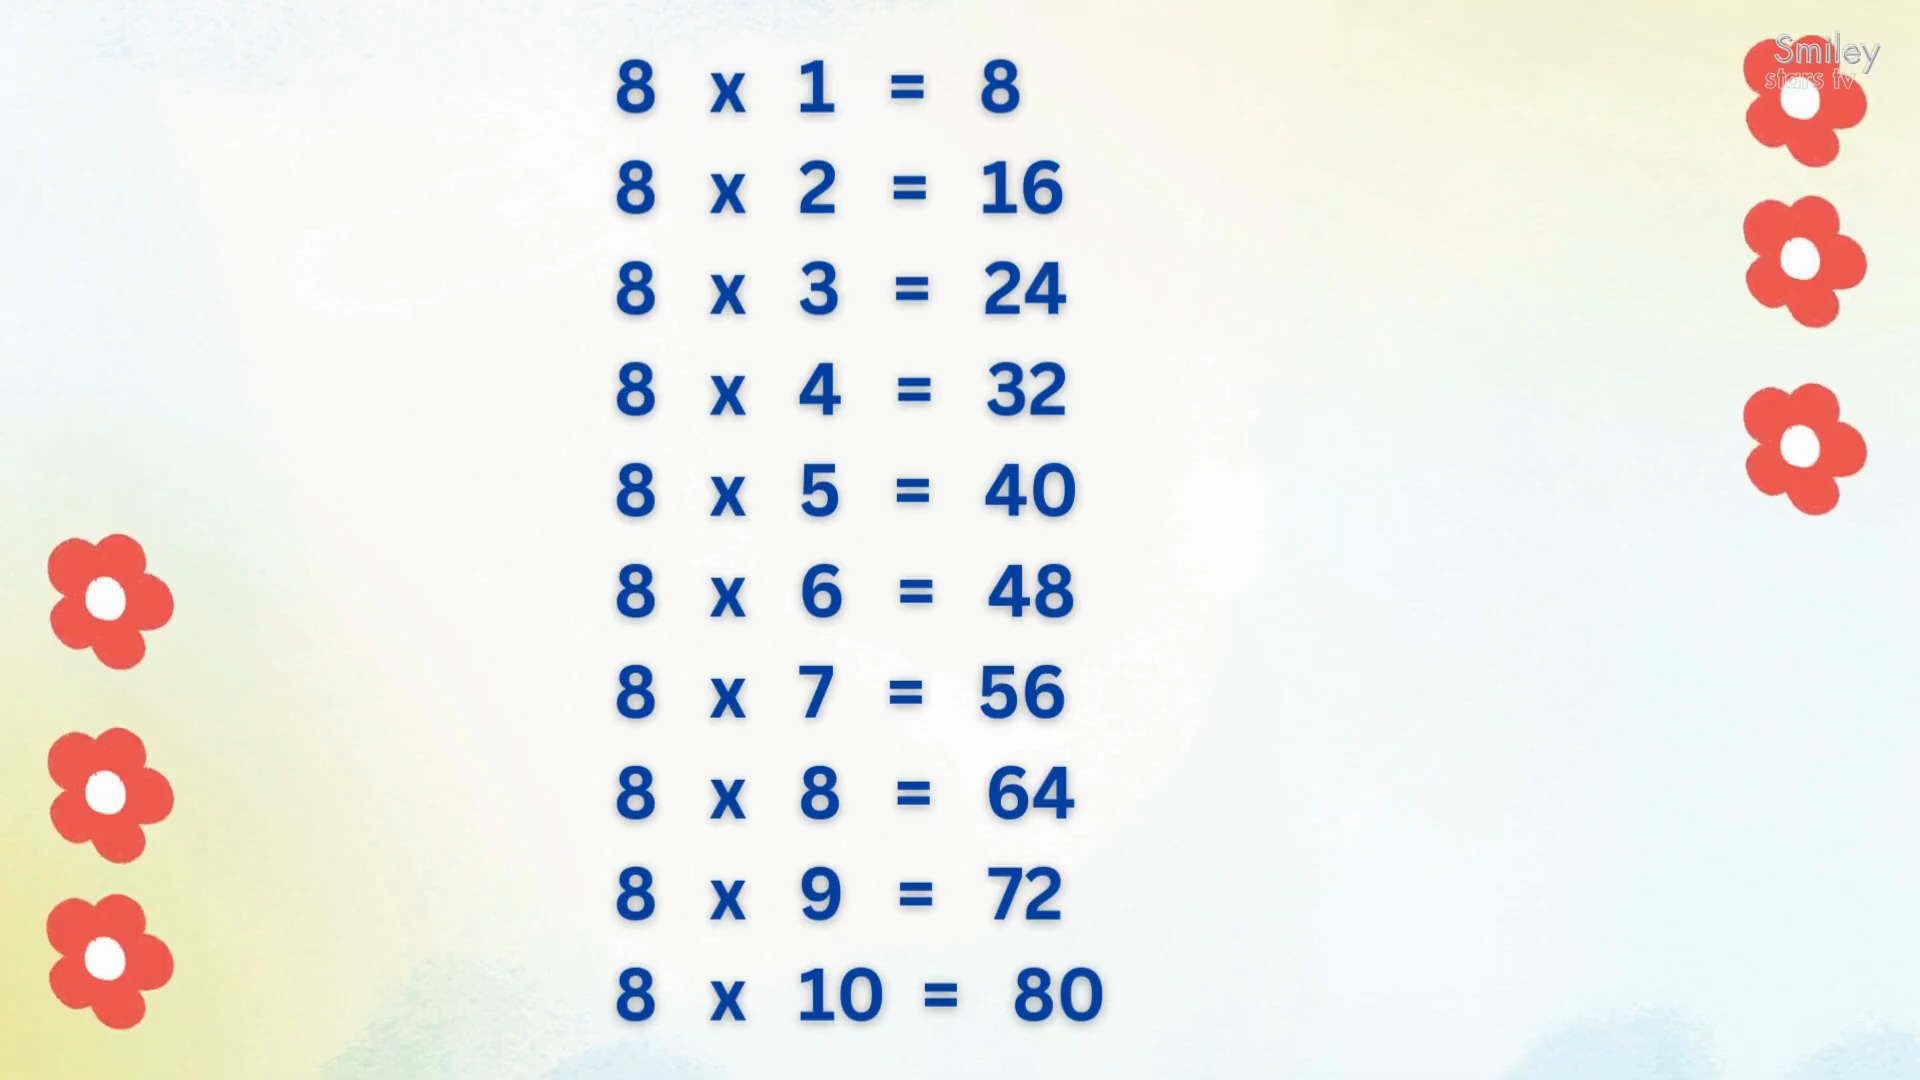 8 x 1 = 8
8 x 2 = 16
8 x 3 = 24
8 x 4 = 32
8 x 5 = 40
8 x 6 = 48
8 x 7 = 56
8 x 8 = 64
8 x 9 = 72
8 x 10 = 80
Smiley
stars tv